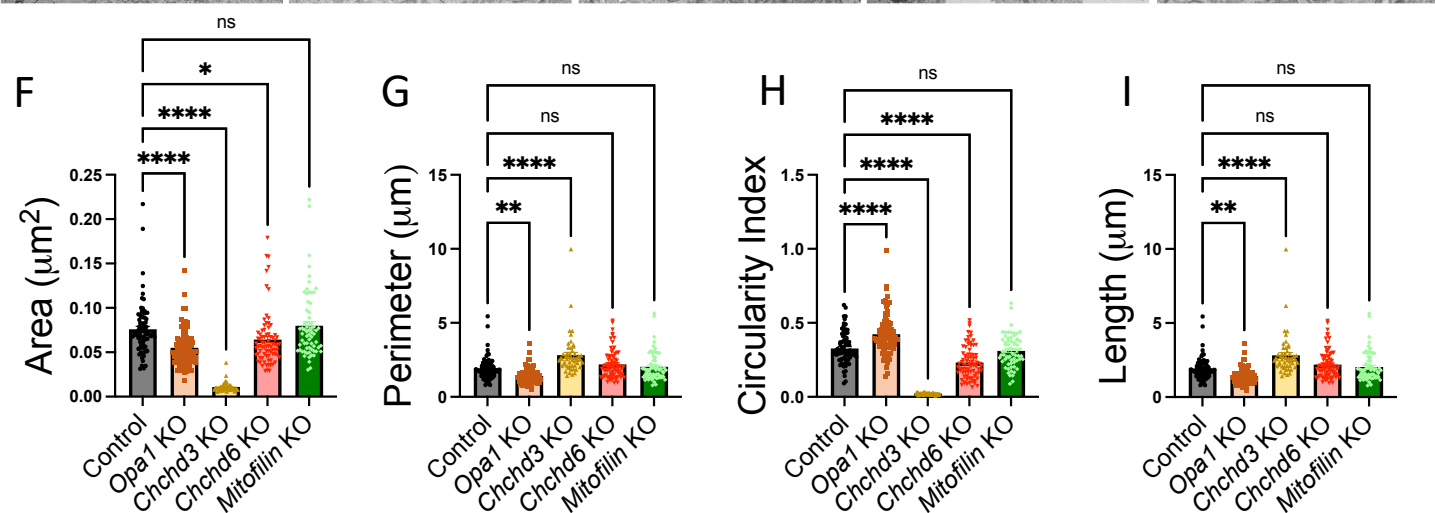 F
ns
*
****
****
Area (μm2)
0.25
0.20
0.15
0.10
0.05
0.00
Control
Opa1 KO
Chchd3 KO
Chchd6 KO
Mitofilin KO
G
ns
ns
****
**
Perimeter (μm)
15
10
5
0
Control
Opa1 KO
Chchd3 KO
Chchd6 KO
Mitofilin KO
H
ns
****
****
****
Circularity Index
1.5
1.0
0.5
0.0
Control
Opa1 KO
Chchd3 KO
Chchd6 KO
Mitofilin KO
I
ns
ns
****
**
Length (μm)
15
10
5
0
Control
Opa1 KO
Chchd3 KO
Chchd6 KO
Mitofilin KO